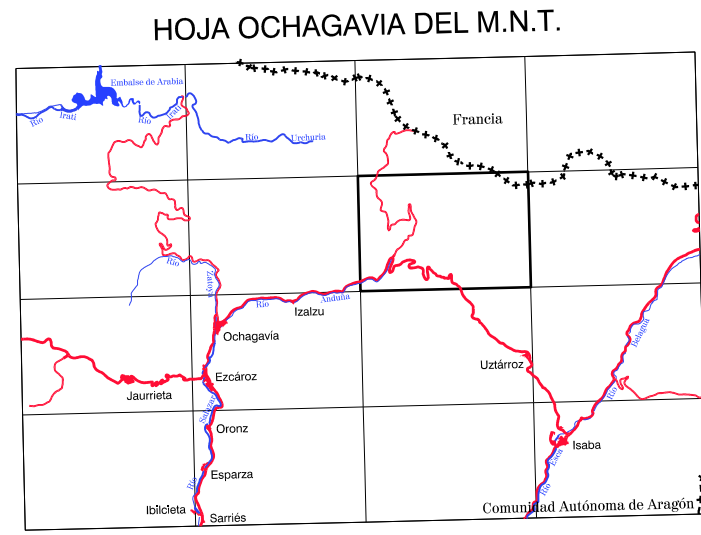 HOJA OCHAGAVIA DEL M.N.T.
Embalse de Arabia
Río Irati
Río Irati
Río Urchuria
Francia
Río
Zatoya
Río Anduña
Izalzu
Ochagavía
Belagua
Uztárroz
Ezcároz
Jaurrieta
Río
Salazar
Oronz
Isaba
Esca
Esparza
Río
Río
Ibilcieta
Comunidad Autónoma de Aragón
Sarriés